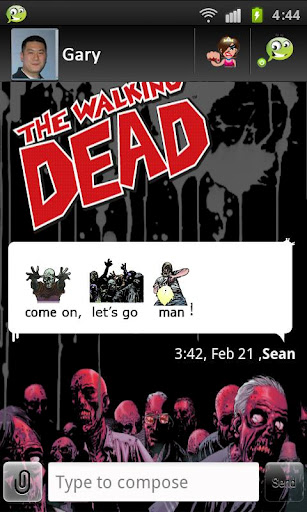 4:44
Gary
THE WALKING
DEAD
come on, let's go man !
3:42, Feb 21 ,Sean
Type to compose
Send